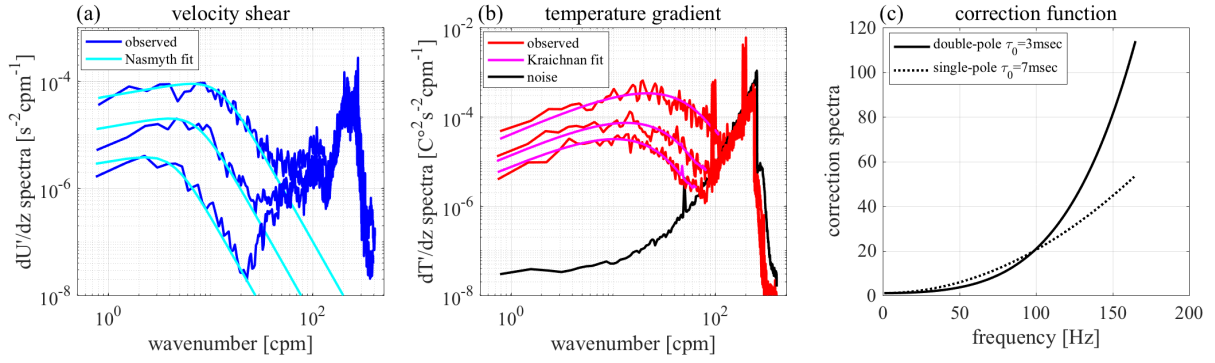 (a) velocity shear
observed
Nasmyth fit
10^-4
10^-6
10^-8
10^0
10^2
dU'/dz spectra [s^-2cpm^-1]
wavenumber [cpm]
(b) temperature gradient
observed
Kraichnan fit
noise
10^-4
10^-6
10^-8
10^0
10^2
dT'/dz spectra [C°^2s^-2cpm^-1]
wavenumber [cpm]
(c) correction function
double-pole τ₀=3msec
single-pole τ₀=7msec
120
100
80
60
40
20
0
0
50
100
150
200
correction spectra
frequency [Hz]